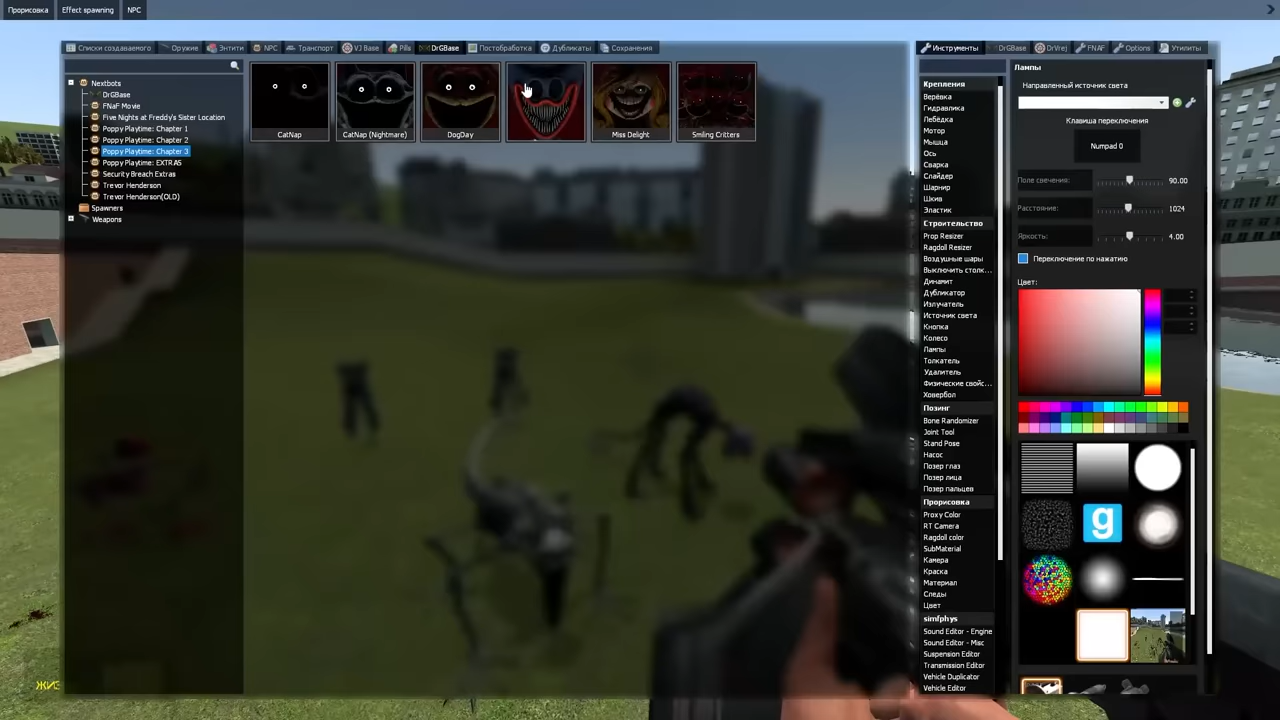 Прорисовка Effect spawning NPC
Списки создаваемого Оружие Энтити NPC Транспорт VJ Base Pills DrGBase Постобработка Дубликаты Сохранения
Nextbots
DrGBase
FNaF Movie
Five Nights at Freddy's Sister Location
Poppy Playtime: Chapter 1
Poppy Playtime: Chapter 2
Poppy Playtime: Chapter 3
Poppy Playtime: EXTRAS
Security Breach Extras
Trevor Henderson
Trevor Henderson(OLD)
Spawners
Weapons
CatNap
CatNap (Nightmare)
DogDay
Miss Delight
Smiling Critters
Инструменты DrGBase DrVrej FNAF Options Утилиты
Крепления
Верёвка
Гидравлика
Лебёдка
Мотор
Мышца
Ось
Сварка
Слайдер
Шарнир
Шкив
Эластик
Строительство
Prop Resizer
Ragdoll Resizer
Воздушные шары
Выключить столк...
Динамит
Дубликатор
Излучатель
Источник света
Кнопка
Колесо
Лампы
Толкатель
Удалитель
Физические свойс...
Ховербол
Позинг
Bone Randomizer
Joint Tool
Stand Pose
Насос
Позер глаз
Позер лица
Позер пальцев
Прорисовка
Proxy Color
RT Camera
Ragdoll color
SubMaterial
Камера
Краска
Материал
Следы
Цвет
simfphys
Sound Editor - Engine
Sound Editor - Misc
Suspension Editor
Transmission Editor
Vehicle Duplicator
Vehicle Editor
Лампы
Направленный источник света
Клавиша переключения
Numpad 0
Поле свечения: 90.00
Расстояние: 1024
Яркость: 4.00
Переключение по нажатию
Цвет:
g